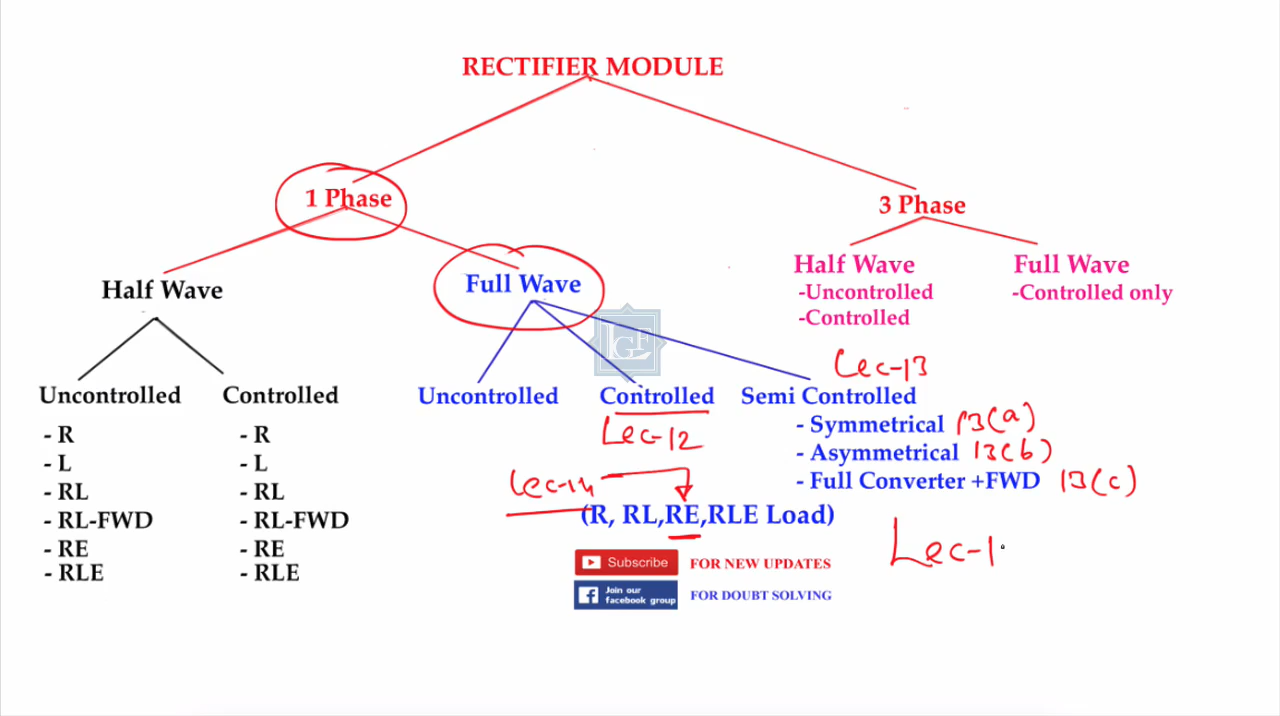 RECTIFIER MODULE
1 Phase
3 Phase
Half Wave
Full Wave
Half Wave
-Uncontrolled
-Controlled
Full Wave
-Controlled only
GF
Uncontrolled
- R
- L
- RL
- RL-FWD
- RE
- RLE
Controlled
- R
- L
- RL
- RL-FWD
- RE
- RLE
Uncontrolled
Controlled
Lec-12
Lec-13
Semi Controlled
- Symmetrical 13(a)
- Asymmetrical 13(b)
- Full Converter +FWD 13(c)
Lec-14
(R, RL,RE,RLE Load)
Lec-1
Subscribe FOR NEW UPDATES
Join our
facebook group FOR DOUBT SOLVING